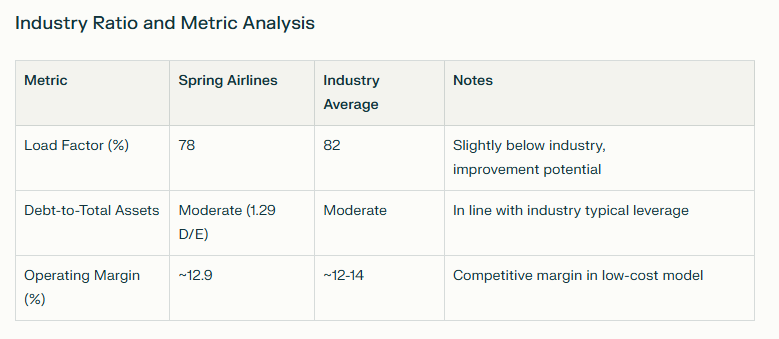 Industry Ratio and Metric Analysis
Metric Spring Airlines Industry Average Notes
Load Factor (%) 78 82 Slightly below industry, improvement potential
Debt-to-Total Assets Moderate (1.29 D/E) Moderate In line with industry typical leverage
Operating Margin (%) ~12.9 ~12-14 Competitive margin in low-cost model